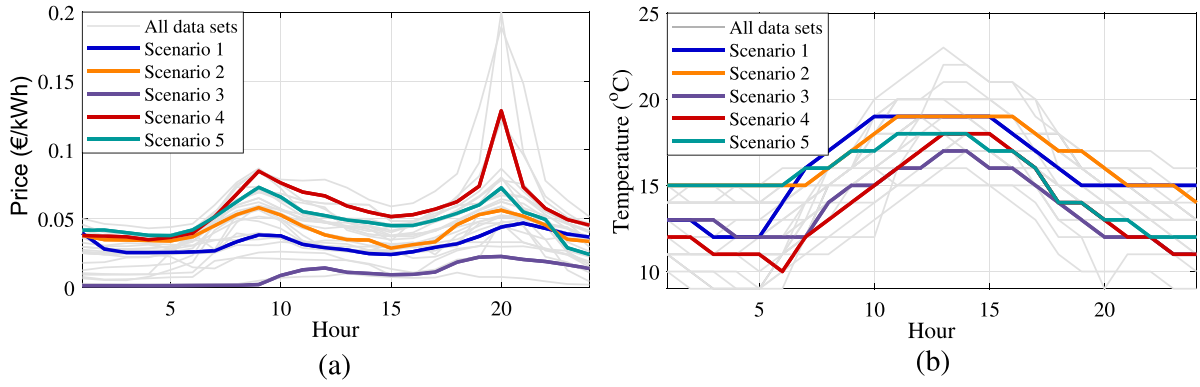 0.2
0.15
0.1
0.05
0
Price (€/kWh)
All data sets
Scenario 1
Scenario 2
Scenario 3
Scenario 4
Scenario 5
5
10
15
20
Hour
(a)
25
20
15
10
Temperature (°C)
All data sets
Scenario 1
Scenario 2
Scenario 3
Scenario 4
Scenario 5
5
10
15
20
Hour
(b)